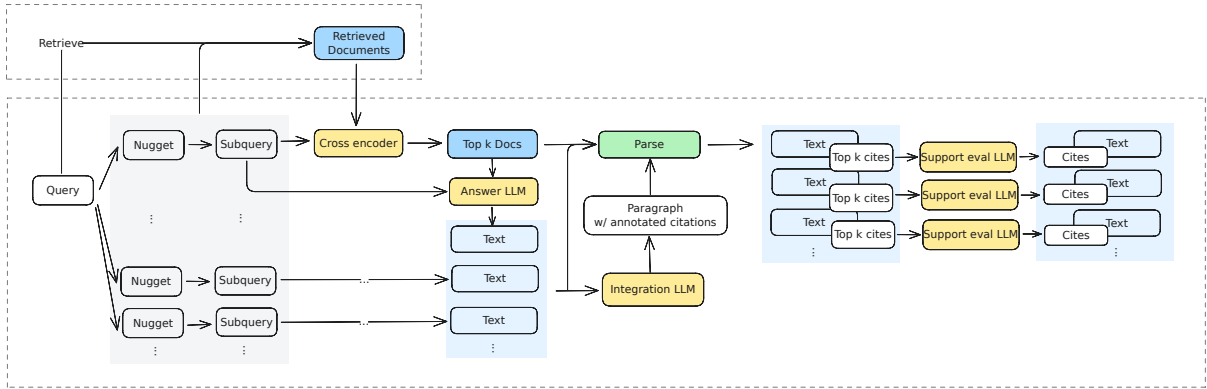 Retrieve
Retrieved
Documents
Query
Nugget
Subquery
Cross encoder
Top k Docs
Parse
Answer LLM
⋮
⋮
Paragraph
w/ annotated citations
Text
Nugget
Subquery
...
Text
Integration LLM
Nugget
Subquery
...
Text
⋮
⋮
⋮
Text
Top k cites
Support eval LLM
Cites
Text
Text
Top k cites
Support eval LLM
Cites
Text
Text
Top k cites
Support eval LLM
Cites
Text
⋮
⋮